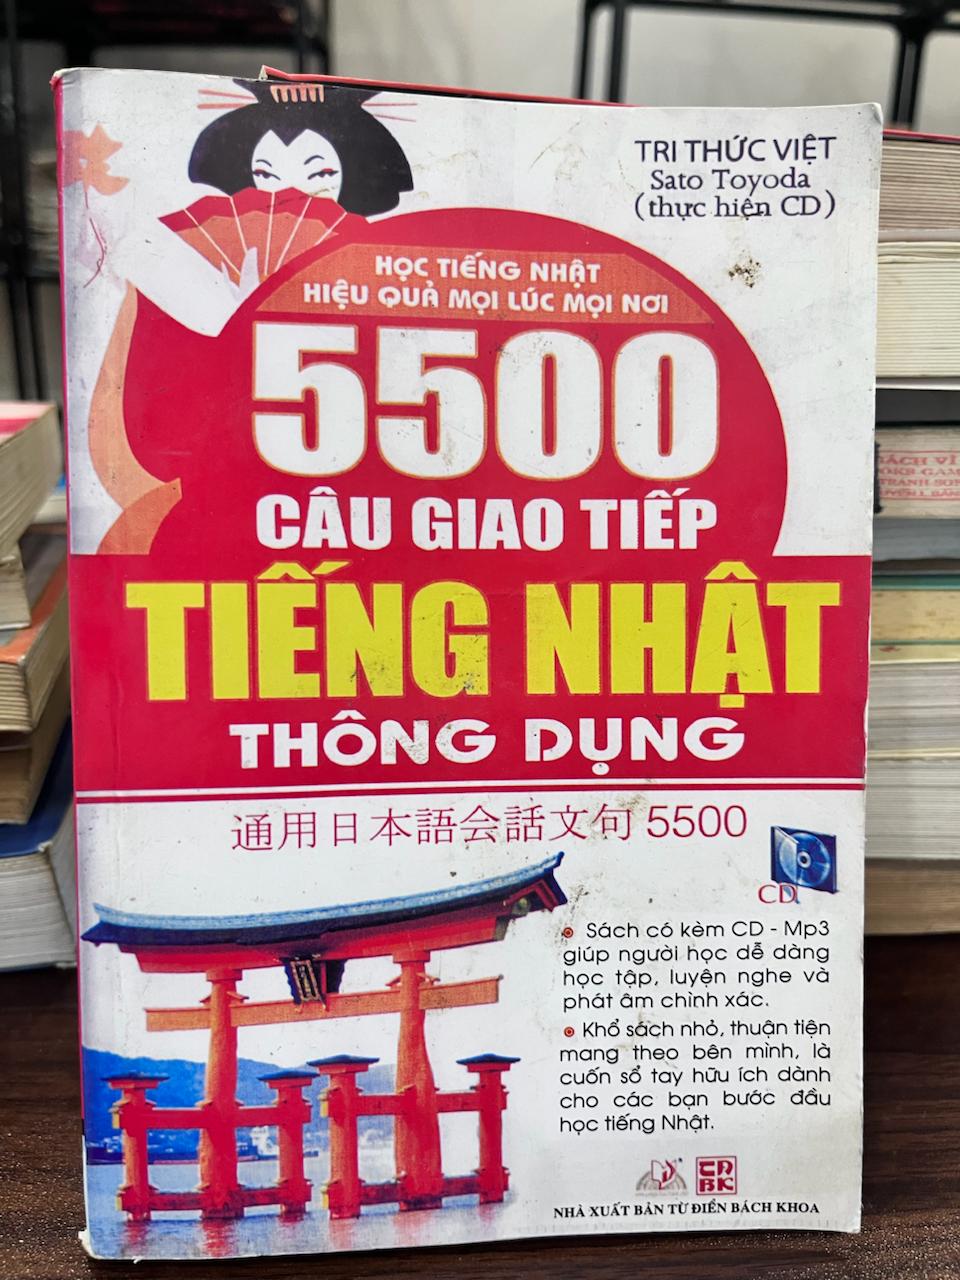 TRI THỨC VIỆT
Sato Toyoda
(thực hiện CD)
HỌC TIẾNG NHẬT
HIỆU QUẢ MỌI LÚC MỌI NƠI
5500
CÂU GIAO TIẾP
TIẾNG NHẬT
THÔNG DỤNG
通用日本語会話文句 5500
CD
Sách có kèm CD - Mp3
giúp người học dễ dàng
học tập, luyện nghe và
phát âm chình xác.
Khổ sách nhỏ, thuận tiện
mang theo bên mình, là
cuốn sổ tay hữu ích dành
cho các bạn bước đầu
học tiếng Nhật.
TĐ
BK
NHÀ XUẤT BẢN TỪ ĐIỂN BÁCH KHOA